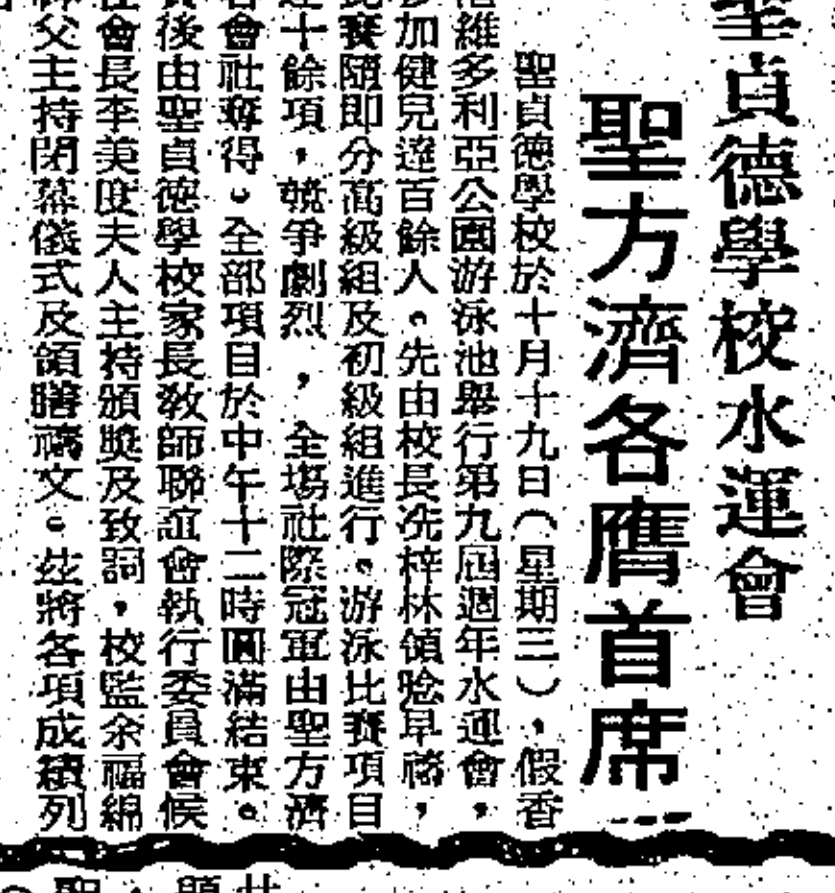 聖貞德學校水運會
聖方濟各膺首席
聖貞德學校於十月十九日（星期三），假香
港維多利亞公園游泳池舉行第九屆週年水運會，
參加健兒達百餘人。先由校長冼梓林領唸早禱，
比賽隨即分高級組及初級組進行。游泳比賽項目
達十餘項，競爭劇烈，全場社際冠軍由聖方濟
各會社奪得。全部項目於中午十二時圓滿結束。
賽後由聖貞德學校家長教師聯誼會執行委員會候
任會長李美度夫人主持頒獎及致詞，校監余福綿
神父主持閉幕儀式及領禱文。玆將各項成績列